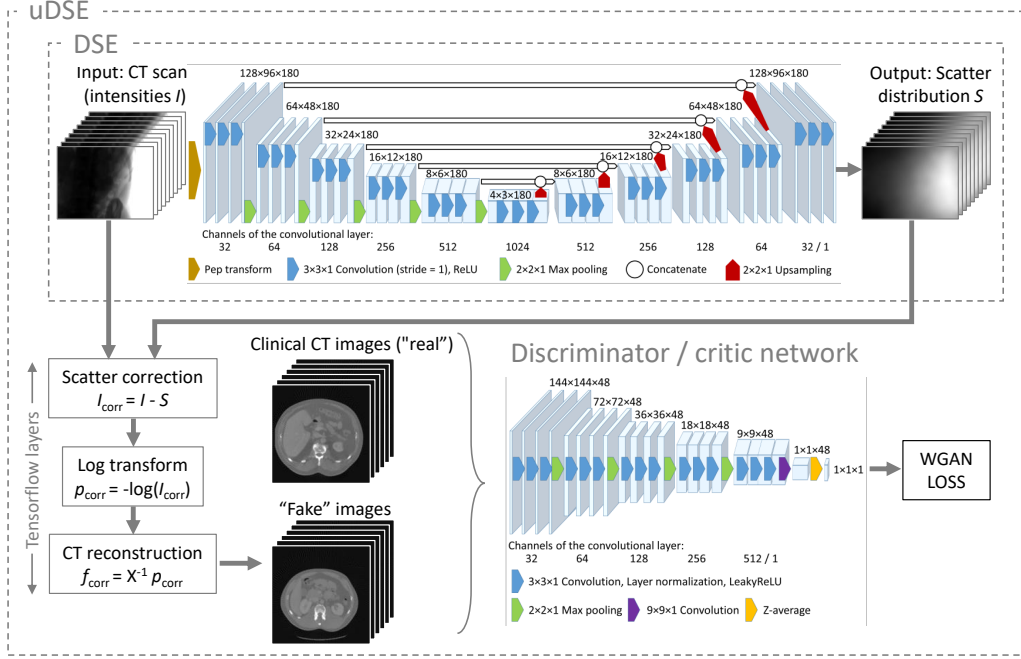 uDSE
DSE
Input: CT scan
(intensities I)
128×96×180
64×48×180
32×24×180
16×12×180
8×6×180
4×3×180
8×6×180
16×12×180
32×24×180
64×48×180
128×96×180
Output: Scatter
distribution S
Channels of the convolutional layer:
32 64 128 256 512 1024 512 256 128 64 32 / 1
Pep transform
3×3×1 Convolution (stride = 1), ReLU
2×2×1 Max pooling
Concatenate
2×2×1 Upsampling
Tensorflow layers
Scatter correction
I_corr = I - S
Log transform
p_corr = -log(I_corr)
CT reconstruction
f_corr = X⁻¹ p_corr
Clinical CT images ("real”)
“Fake” images
Discriminator / critic network
144×144×48
72×72×48
36×36×48
18×18×48
9×9×48
1×1×48
1×1×1
Channels of the convolutional layer:
32 64 128 256 512 / 1
3×3×1 Convolution, Layer normalization, LeakyReLU
2×2×1 Max pooling
9×9×1 Convolution
Z-average
WGAN
LOSS